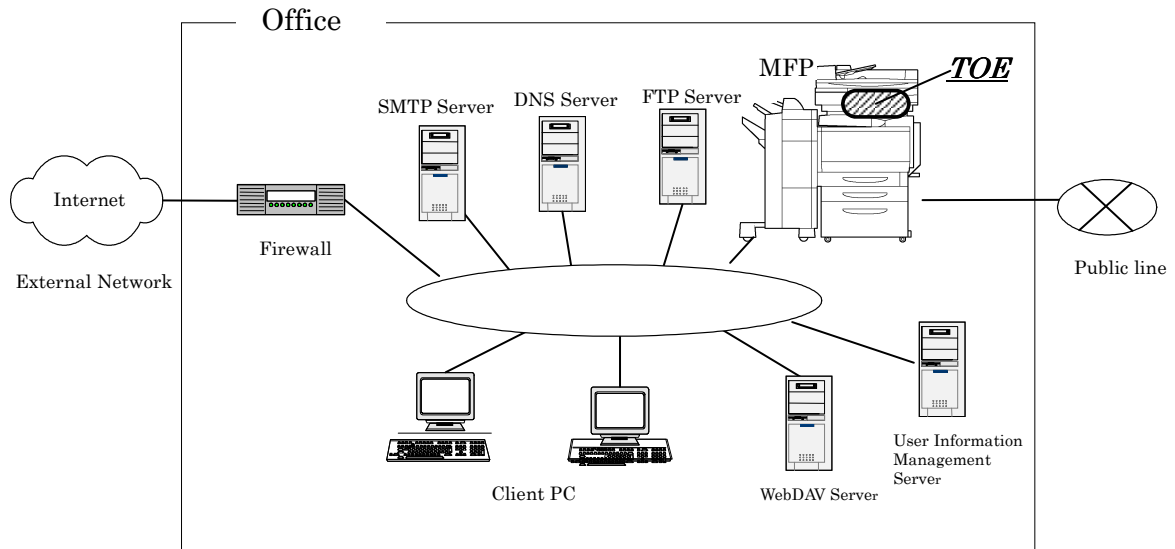 Office
MFP
TOE
SMTP Server
DNS Server
FTP Server
Internet
Firewall
External Network
Public line
Client PC
WebDAV Server
User Information
Management
Server